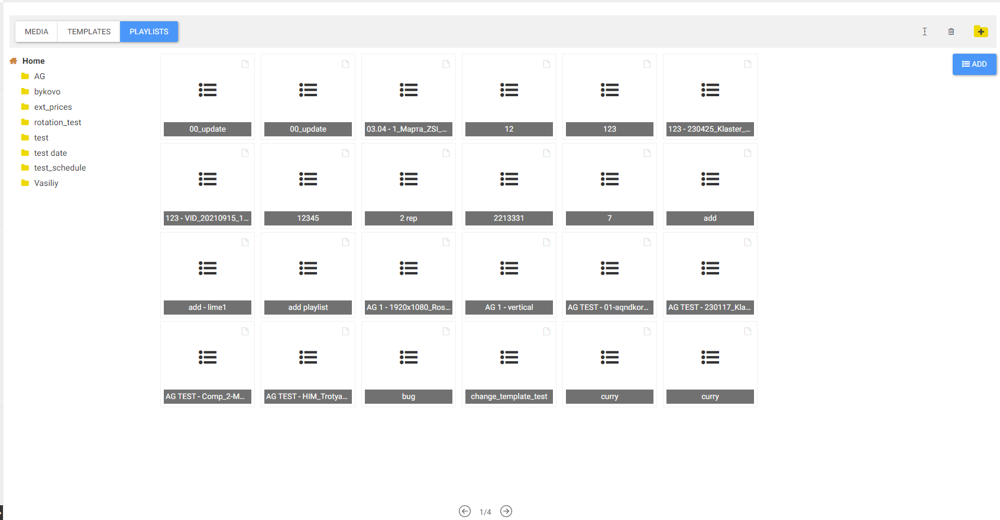 MEDIA TEMPLATES PLAYLISTS
Home
AG
bykovo
ext_prices
rotation_test
test
test date
test_schedule
Vasiliy
ADD
00_update 00_update 03.04 - 1_Марта_ZSI_... 12 123 123 - 230425_Klaster_...
123 - VID_20210915_1... 12345 2 rep 2213331 7 add
add - lime1 add playlist AG 1 - 1920x1080_Ros... AG 1 - vertical AG TEST - 01-aqndkor... AG TEST - 230117_Kla...
AG TEST - Comp_2-M... AG TEST - HIM_Trotya... bug change_template_test curry curry
1/4